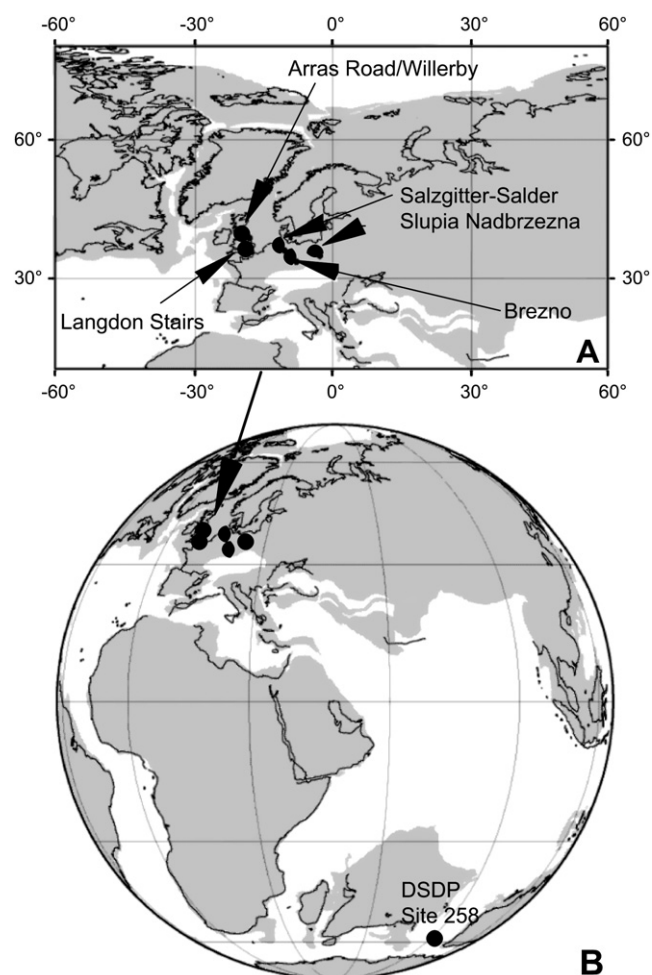 -60° -30° 0° 30° 60°
Arras Road/Willerby
60° 60°
Salzgitter-Salder
Slupia Nadbrzezna
30° 30°
Langdon Stairs
Brezno
A
-60° -30° 0° 30° 60°
DSDP
Site 258
B